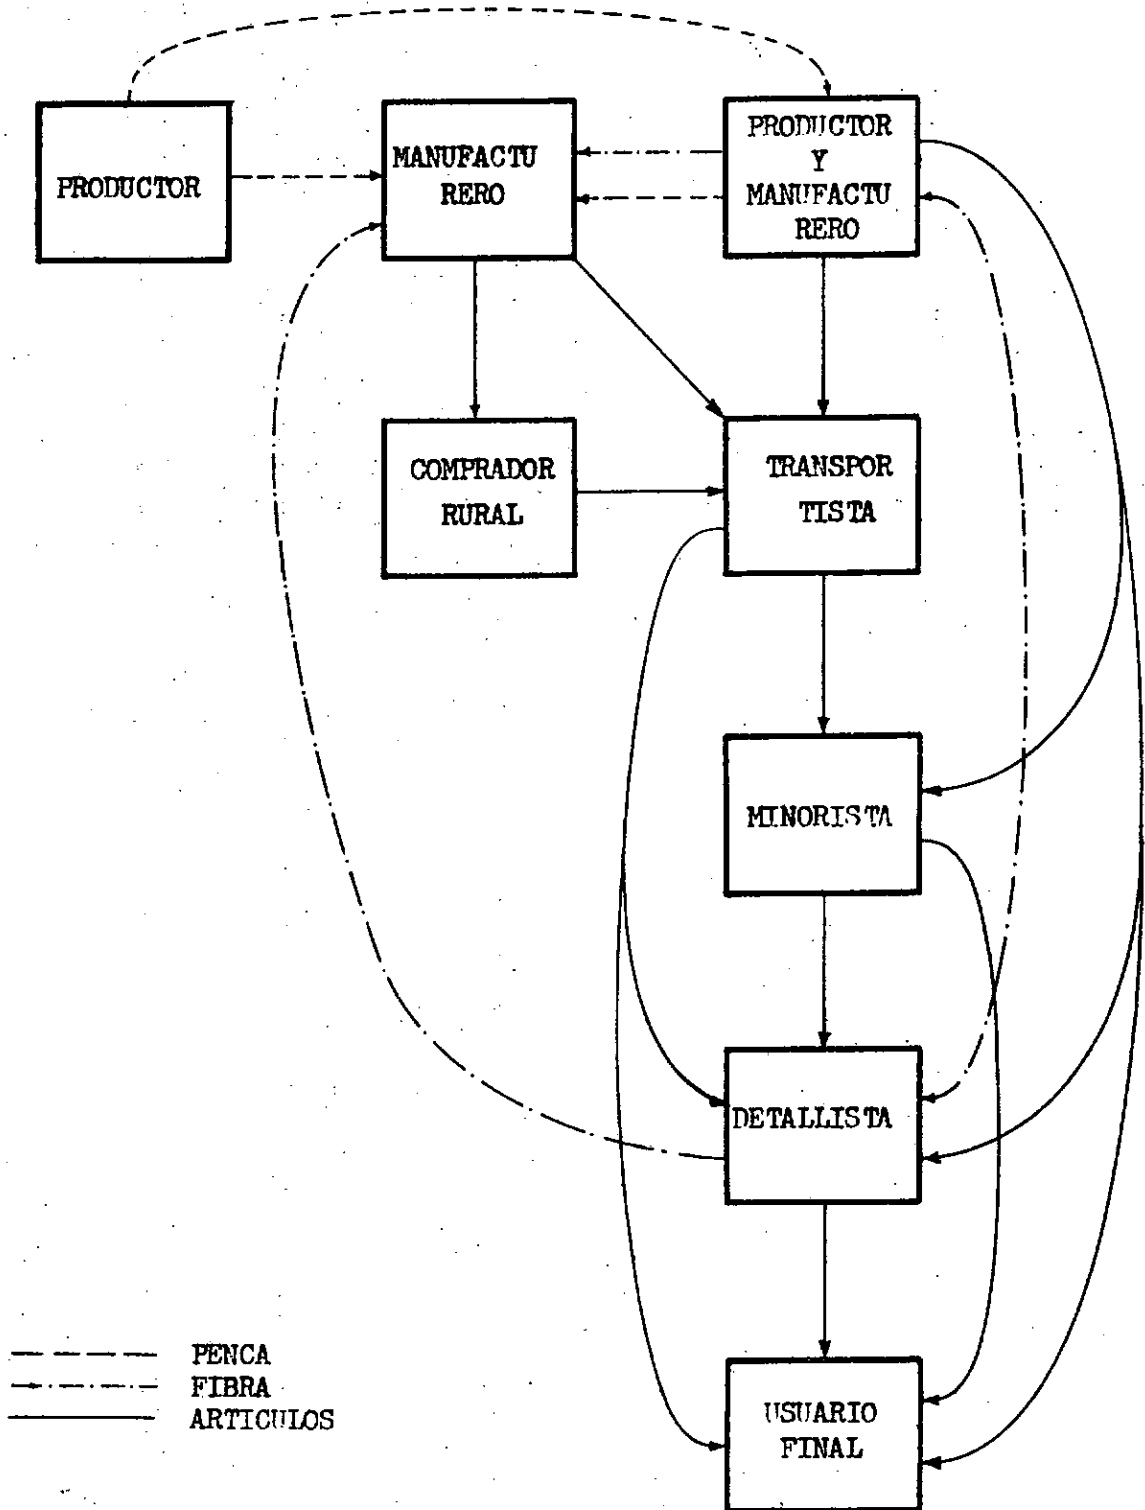 PRODUCTOR
MANUFACTU
RERO
PRODUCTOR
Y
MANUFACTU
RERO
COMPRADOR
RURAL
TRANSPOR
TISTA
MINORISTA
DETALLISTA
USUARIO
FINAL
PENCA
FIBRA
ARTICULOS